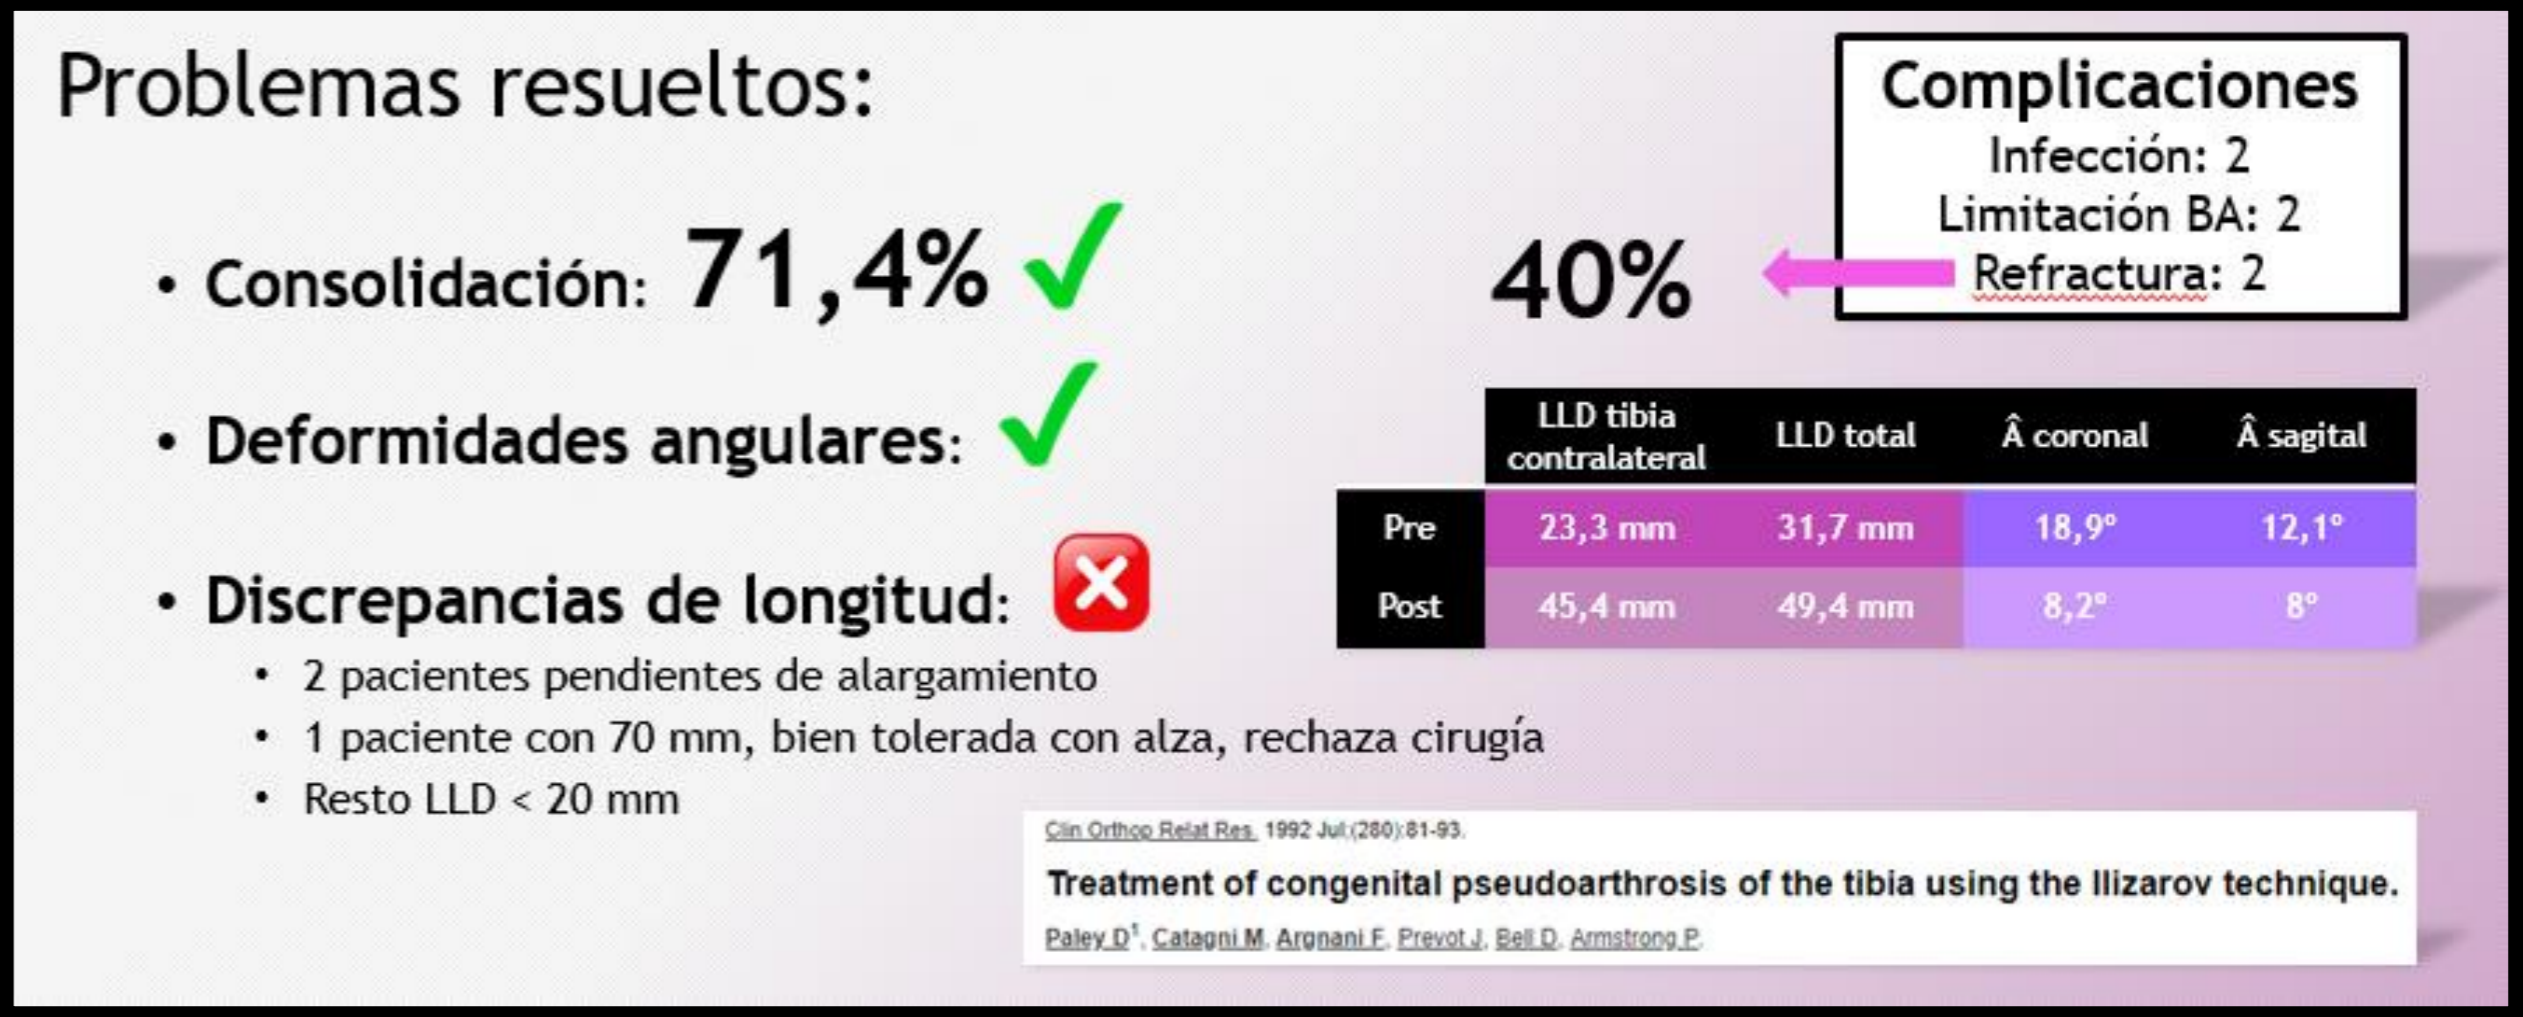 Problemas resueltos:
• Consolidación: 71,4%
• Deformidades angulares:
• Discrepancias de longitud:
• 2 pacientes pendientes de alargamiento
• 1 paciente con 70 mm, bien tolerada con alza, rechaza cirugía
• Resto LLD < 20 mm
Complicaciones
Infección: 2
Limitación BA: 2
Refractura: 2
40%
LLD tibia contralateral LLD total Â coronal Â sagital
Pre 23,3 mm 31,7 mm 18,9º 12,1º
Post 45,4 mm 49,4 mm 8,2º 8º
Clin Orthop Relat Res. 1992 Jul;(280):81-93.
Treatment of congenital pseudoarthrosis of the tibia using the Ilizarov technique.
Paley D¹, Catagni M, Argnani F, Prevot J, Bell D, Armstrong P.